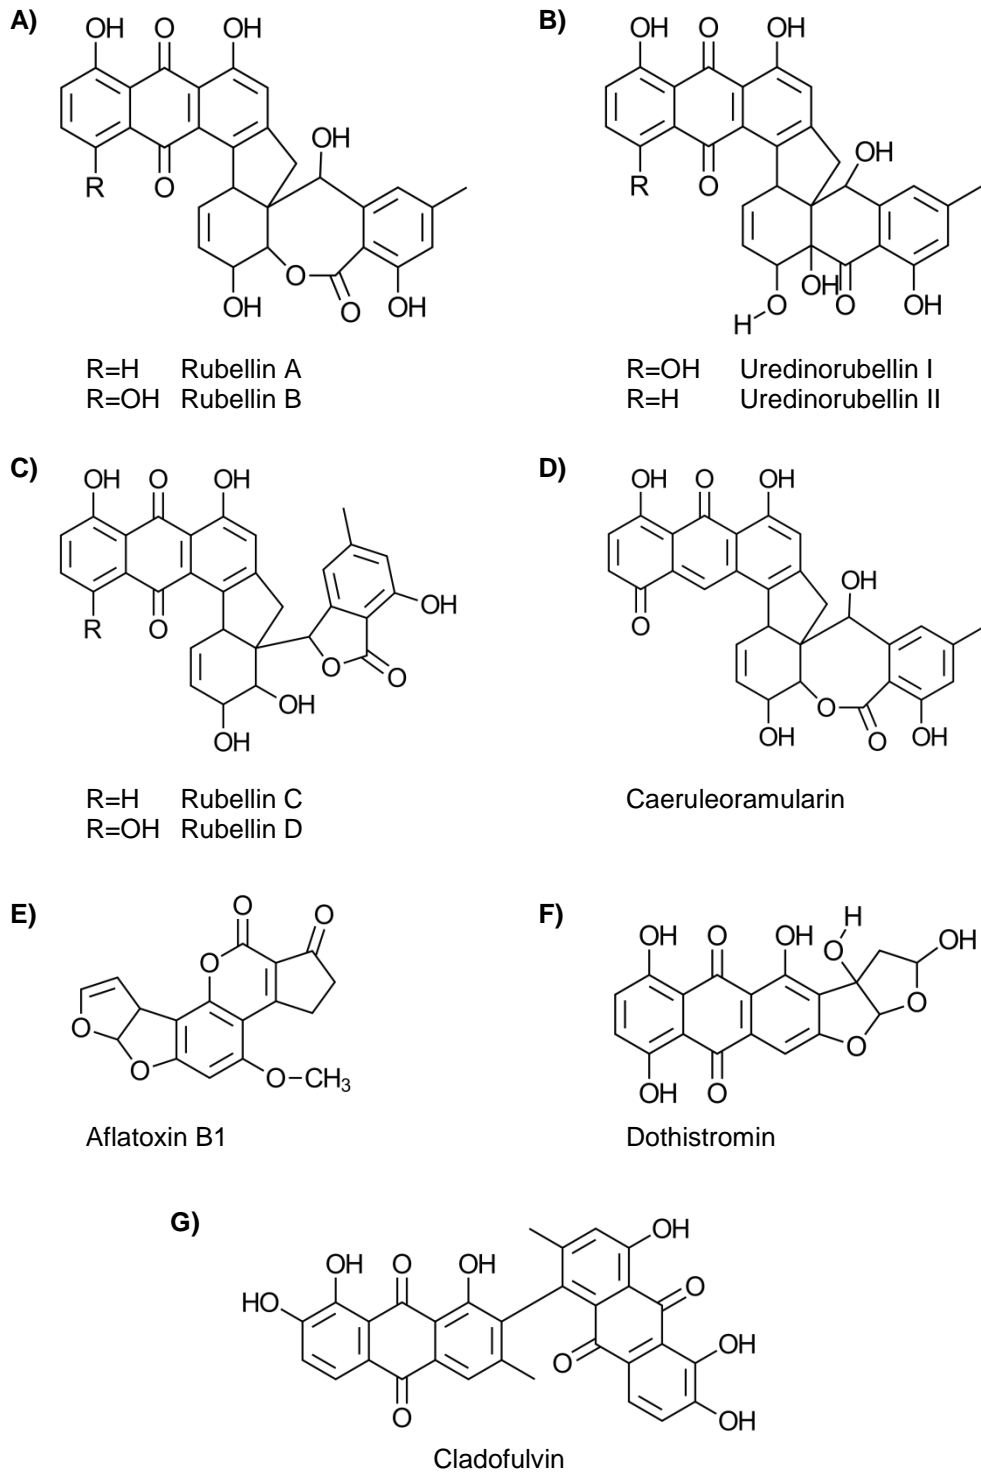 A)
OH O OH
OH
R O
O
OH O OH
R=H Rubellin A
R=OH Rubellin B
B)
OH O OH
OH
R O
O OH O OH
H
R=OH Uredinorubellin I
R=H Uredinorubellin II
C)
OH O OH
OH
R O
O O
OH
OH
R=H Rubellin C
R=OH Rubellin D
D)
OH O OH
OH
O
O
OH O OH
Caeruleoramularin
E)
O O
O
O
O O–CH3
Aflatoxin B1
F)
H
OH O OH O OH
O
O
OH O
Dothistromin
G)
OH
OH O OH O
HO
O OH
O OH
Cladofulvin